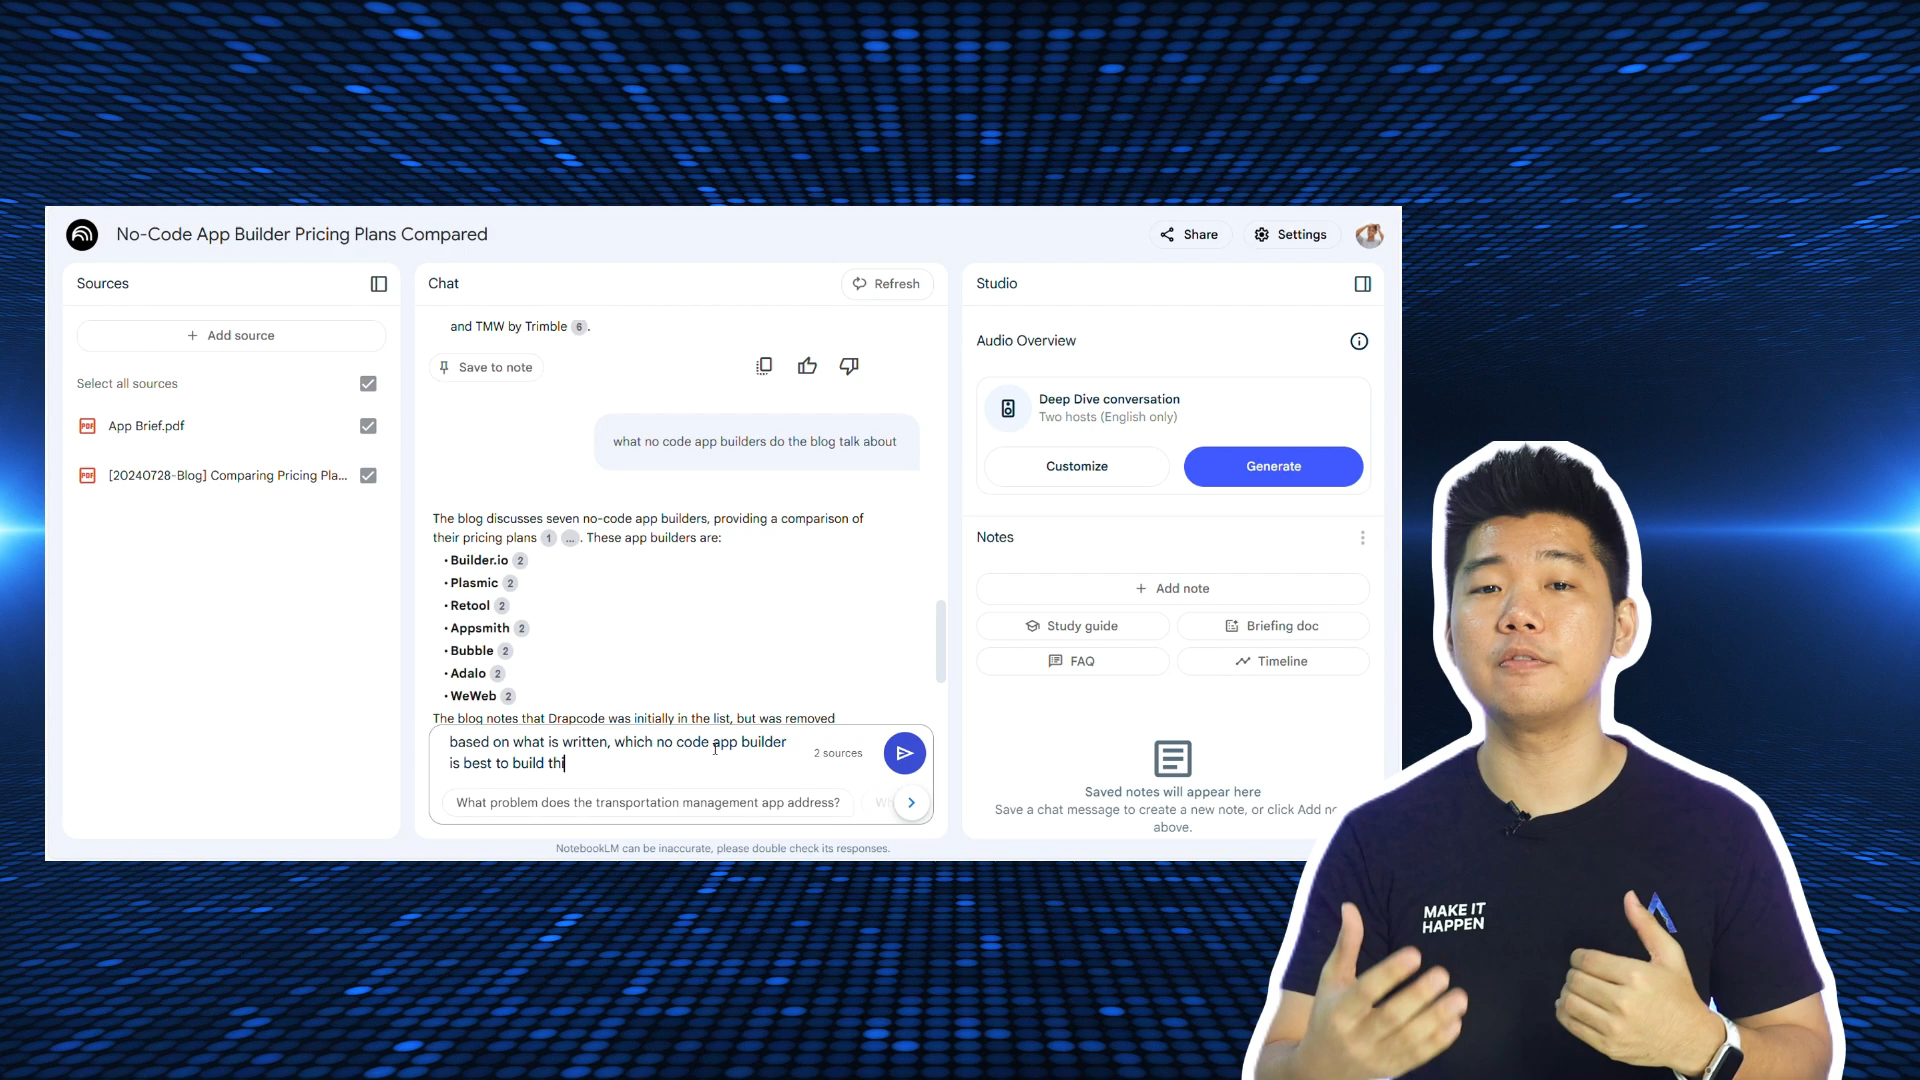 No-Code App Builder Pricing Plans Compared
Share
Settings
Sources
Add source
Select all sources
App Brief.pdf
[20240728-Blog] Comparing Pricing Pla...
Chat
Refresh
and TMW by Trimble 6.
Save to note
what no code app builders do the blog talk about
The blog discusses seven no-code app builders, providing a comparison of
their pricing plans 1 ... . These app builders are:
• Builder.io 2
• Plasmic 2
• Retool 2
• Appsmith 2
• Bubble 2
• Adalo 2
• WeWeb 2
The blog notes that Drapcode was initially in the list, but was removed
based on what is written, which no code app builder
is best to build thi
2 sources
What problem does the transportation management app address?
Studio
Audio Overview
Deep Dive conversation
Two hosts (English only)
Customize
Generate
Notes
Add note
Study guide
Briefing doc
FAQ
Timeline
Saved notes will appear here
Save a chat message to create a new note, or click Add
above.
NotebookLM can be inaccurate, please double check its responses.
PDF
PDF
MAKE IT
HAPPEN